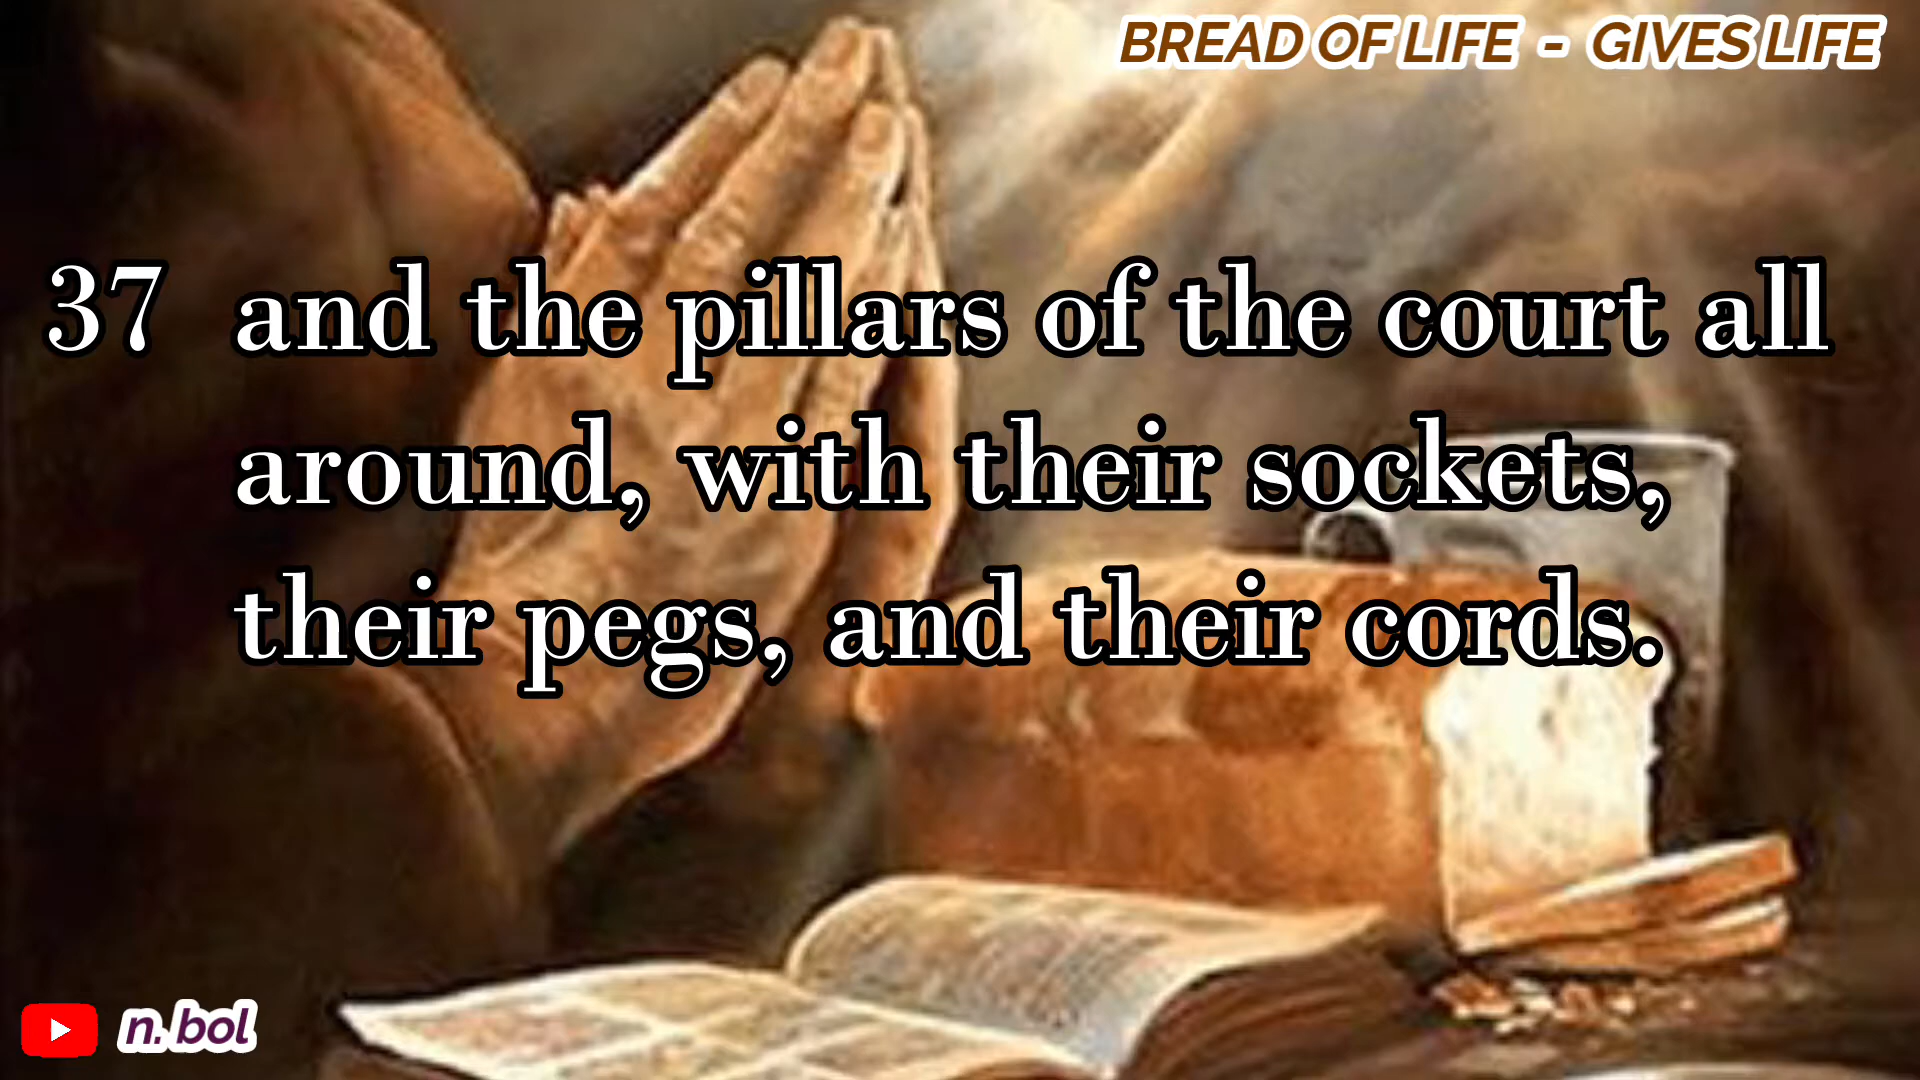 BREAD OF LIFE - GIVES LIFE
37 and the pillars of the court all
around, with their sockets,
their pegs, and their cords.
n. bol